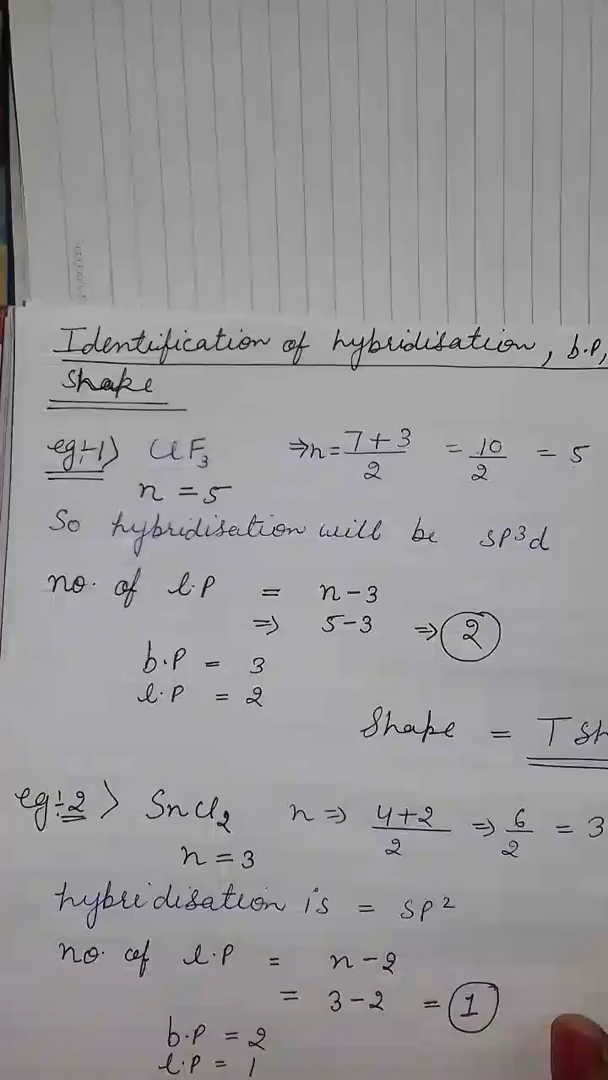 Identification of hybridisation, b.P,
Shape
eg:-1> ClF₃ ⇒n = 7+3/2 = 10/2 = 5
n = 5
So hybridisation will be sp³d
no. of l.P = n-3
⇒ 5-3 ⇒ 2
b.P = 3
l.P = 2
Shape = T Sh
eg:-2> SnCl₂ n ⇒ 4+2/2 ⇒ 6/2 = 3
n = 3
hybridisation is = sp²
no. of l.P = n-2
= 3-2 = 1
b.P = 2
l.P = 1